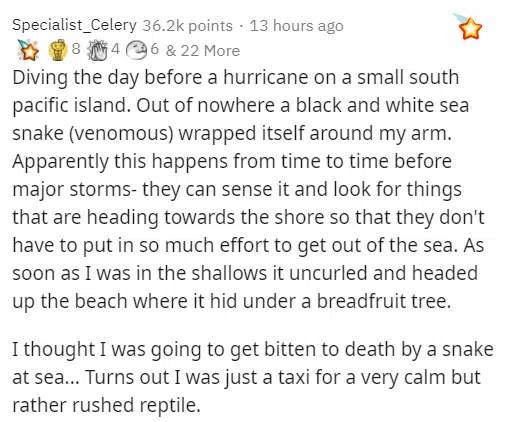 Specialist_Celery 36.2k points · 13 hours ago
8 4 6 & 22 More
Diving the day before a hurricane on a small south
pacific island. Out of nowhere a black and white sea
snake (venomous) wrapped itself around my arm.
Apparently this happens from time to time before
major storms- they can sense it and look for things
that are heading towards the shore so that they don't
have to put in so much effort to get out of the sea. As
soon as I was in the shallows it uncurled and headed
up the beach where it hid under a breadfruit tree.
I thought I was going to get bitten to death by a snake
at sea... Turns out I was just a taxi for a very calm but
rather rushed reptile.